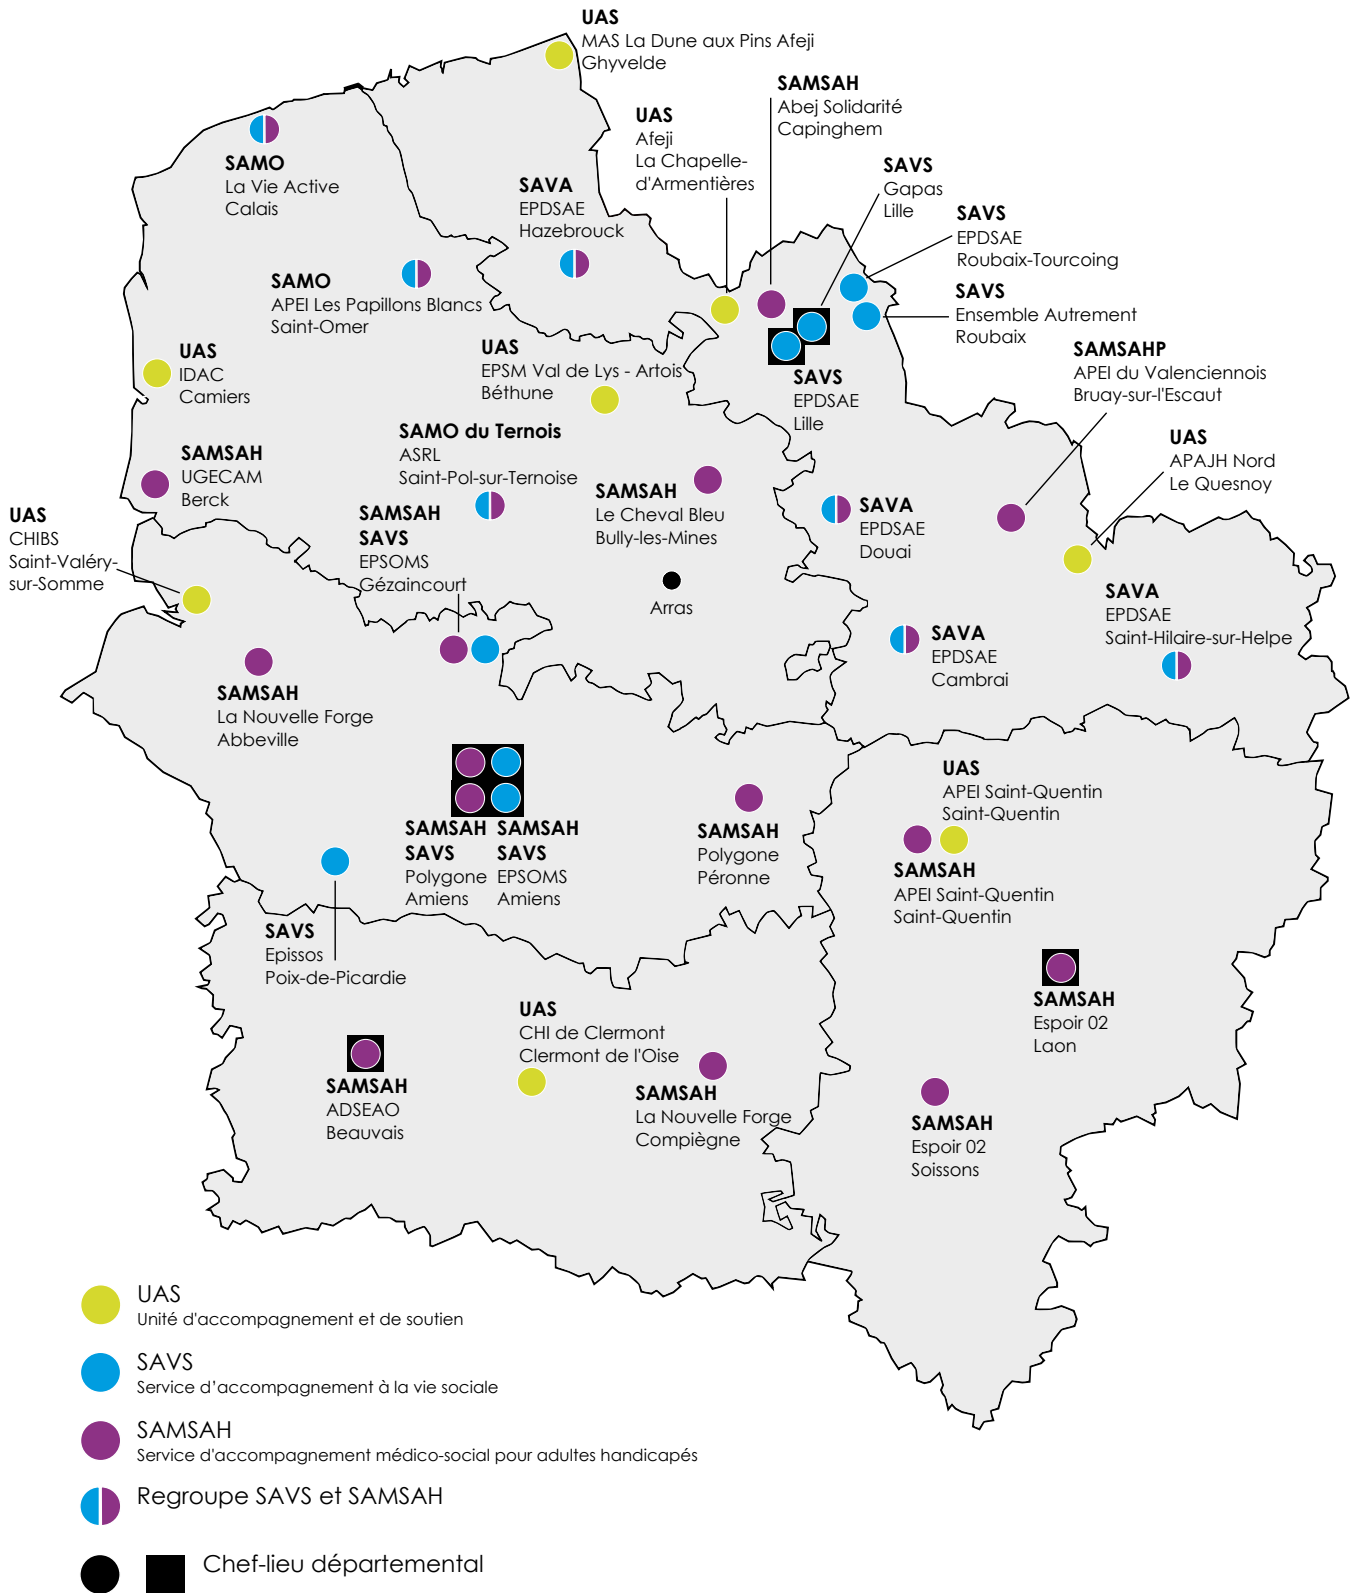 UAS
MAS La Dune aux Pins Afeji
Ghyvelde
SAMSAH
Abej Solidarité
Capinghem
UAS
Afeji
La Chapelle-
d'Armentières
SAVS
Gapas
Lille
SAMO
La Vie Active
Calais
SAVA
EPDSAE
Hazebrouck
SAVS
EPDSAE
Roubaix-Tourcoing
SAMO
APEI Les Papillons Blancs
Saint-Omer
SAVS
Ensemble Autrement
Roubaix
UAS
IDAC
Camiers
UAS
EPSM Val de Lys - Artois
Béthune
SAVS
EPDSAE
Lille
SAMSAHP
APEI du Valenciennois
Bruay-sur-l'Escaut
SAMO du Ternois
ASRL
Saint-Pol-sur-Ternoise
UAS
APAJH Nord
Le Quesnoy
SAMSAH
UGECAM
Berck
SAMSAH
Le Cheval Bleu
Bully-les-Mines
SAVA
EPDSAE
Douai
UAS
CHIBS
Saint-Valéry-
sur-Somme
SAMSAH
SAVS
EPSOMS
Gézaincourt
Arras
SAVA
EPDSAE
Saint-Hilaire-sur-Helpe
SAVA
EPDSAE
Cambrai
SAMSAH
La Nouvelle Forge
Abbeville
UAS
APEI Saint-Quentin
Saint-Quentin
SAMSAH
SAVS
Polygone
Amiens
SAMSAH
SAVS
EPSOMS
Amiens
SAMSAH
Polygone
Péronne
SAMSAH
APEI Saint-Quentin
Saint-Quentin
SAVS
Epissos
Poix-de-Picardie
SAMSAH
Espoir 02
Laon
UAS
CHI de Clermont
Clermont de l'Oise
SAMSAH
ADSEAO
Beauvais
SAMSAH
La Nouvelle Forge
Compiègne
SAMSAH
Espoir 02
Soissons
UAS
Unité d'accompagnement et de soutien
SAVS
Service d’accompagnement à la vie sociale
SAMSAH
Service d'accompagnement médico-social pour adultes handicapés
Regroupe SAVS et SAMSAH
Chef-lieu départemental